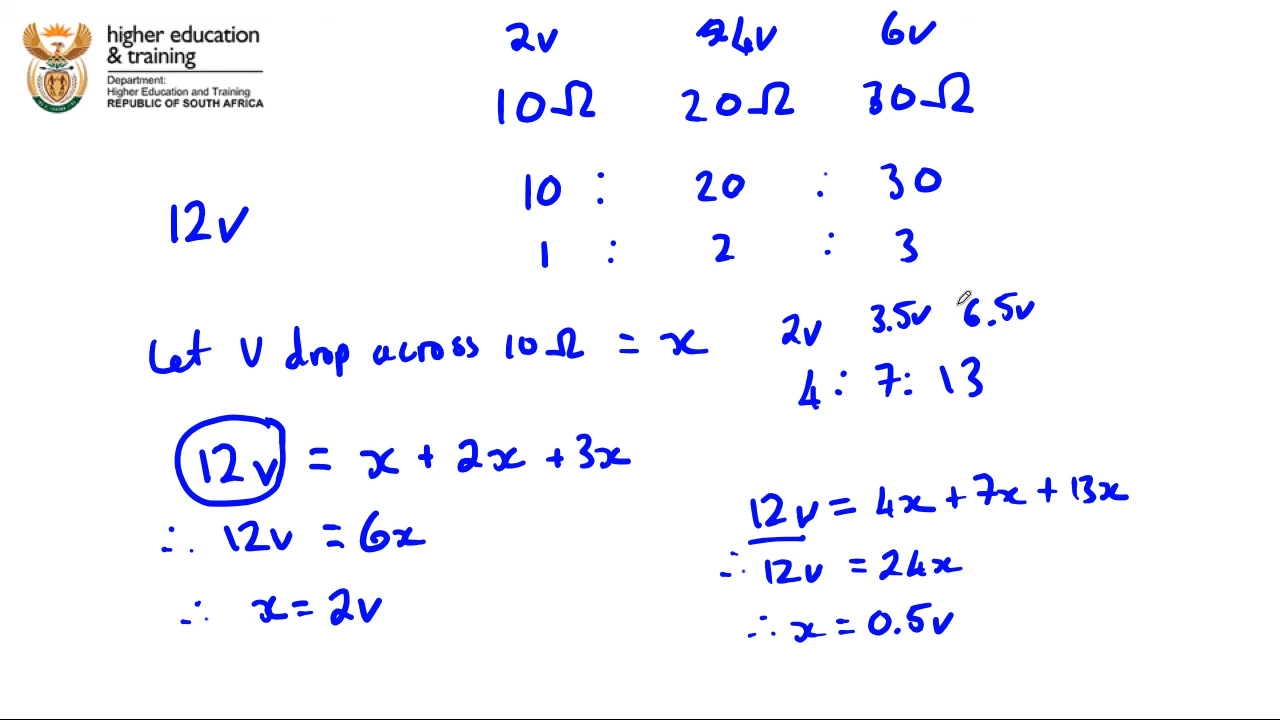 higher education
& training
Department:
Higher Education and Training
REPUBLIC OF SOUTH AFRICA
2v 4v 6v
10Ω 20Ω 30Ω
10 : 20 : 30
12v
1 : 2 : 3
Let V drop across 10Ω = x
2v 3.5v 6.5v
4 : 7 : 13
12v = x + 2x + 3x
∴ 12v = 6x
∴ x = 2v
12v = 4x + 7x + 13x
∴ 12v = 24x
∴ x = 0.5v